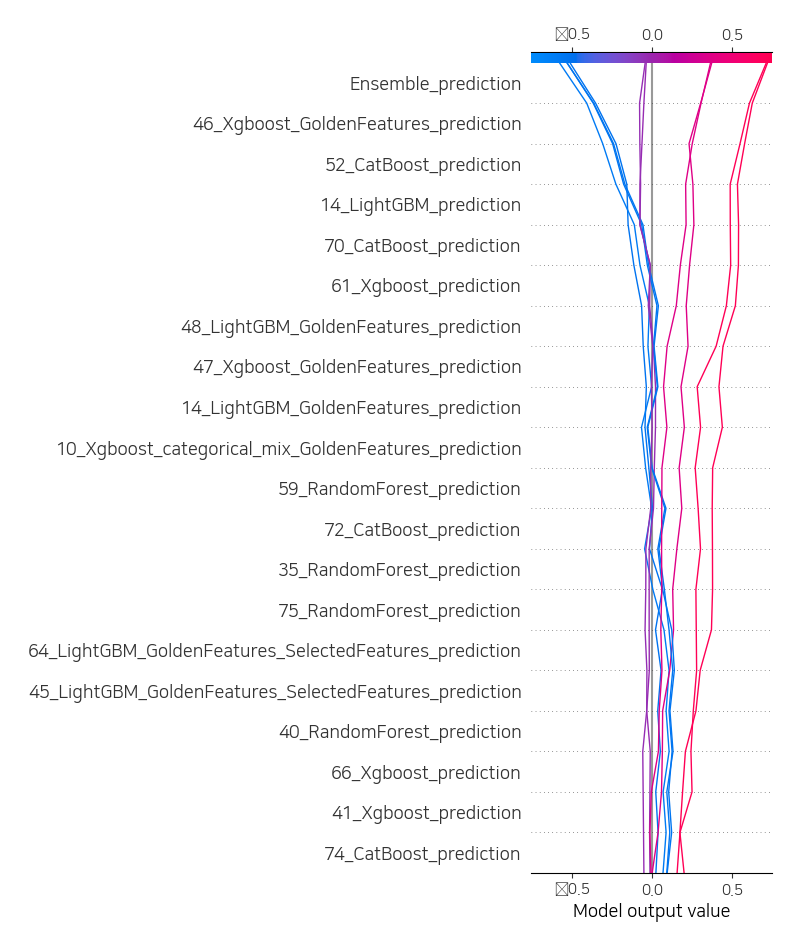 0.5 0.0 0.5
Ensemble_prediction
46_Xgboost_GoldenFeatures_prediction
52_CatBoost_prediction
14_LightGBM_prediction
70_CatBoost_prediction
61_Xgboost_prediction
48_LightGBM_GoldenFeatures_prediction
47_Xgboost_GoldenFeatures_prediction
14_LightGBM_GoldenFeatures_prediction
10_Xgboost_categorical_mix_GoldenFeatures_prediction
59_RandomForest_prediction
72_CatBoost_prediction
35_RandomForest_prediction
75_RandomForest_prediction
64_LightGBM_GoldenFeatures_SelectedFeatures_prediction
45_LightGBM_GoldenFeatures_SelectedFeatures_prediction
40_RandomForest_prediction
66_Xgboost_prediction
41_Xgboost_prediction
74_CatBoost_prediction
0.5 0.0 0.5
Model output value